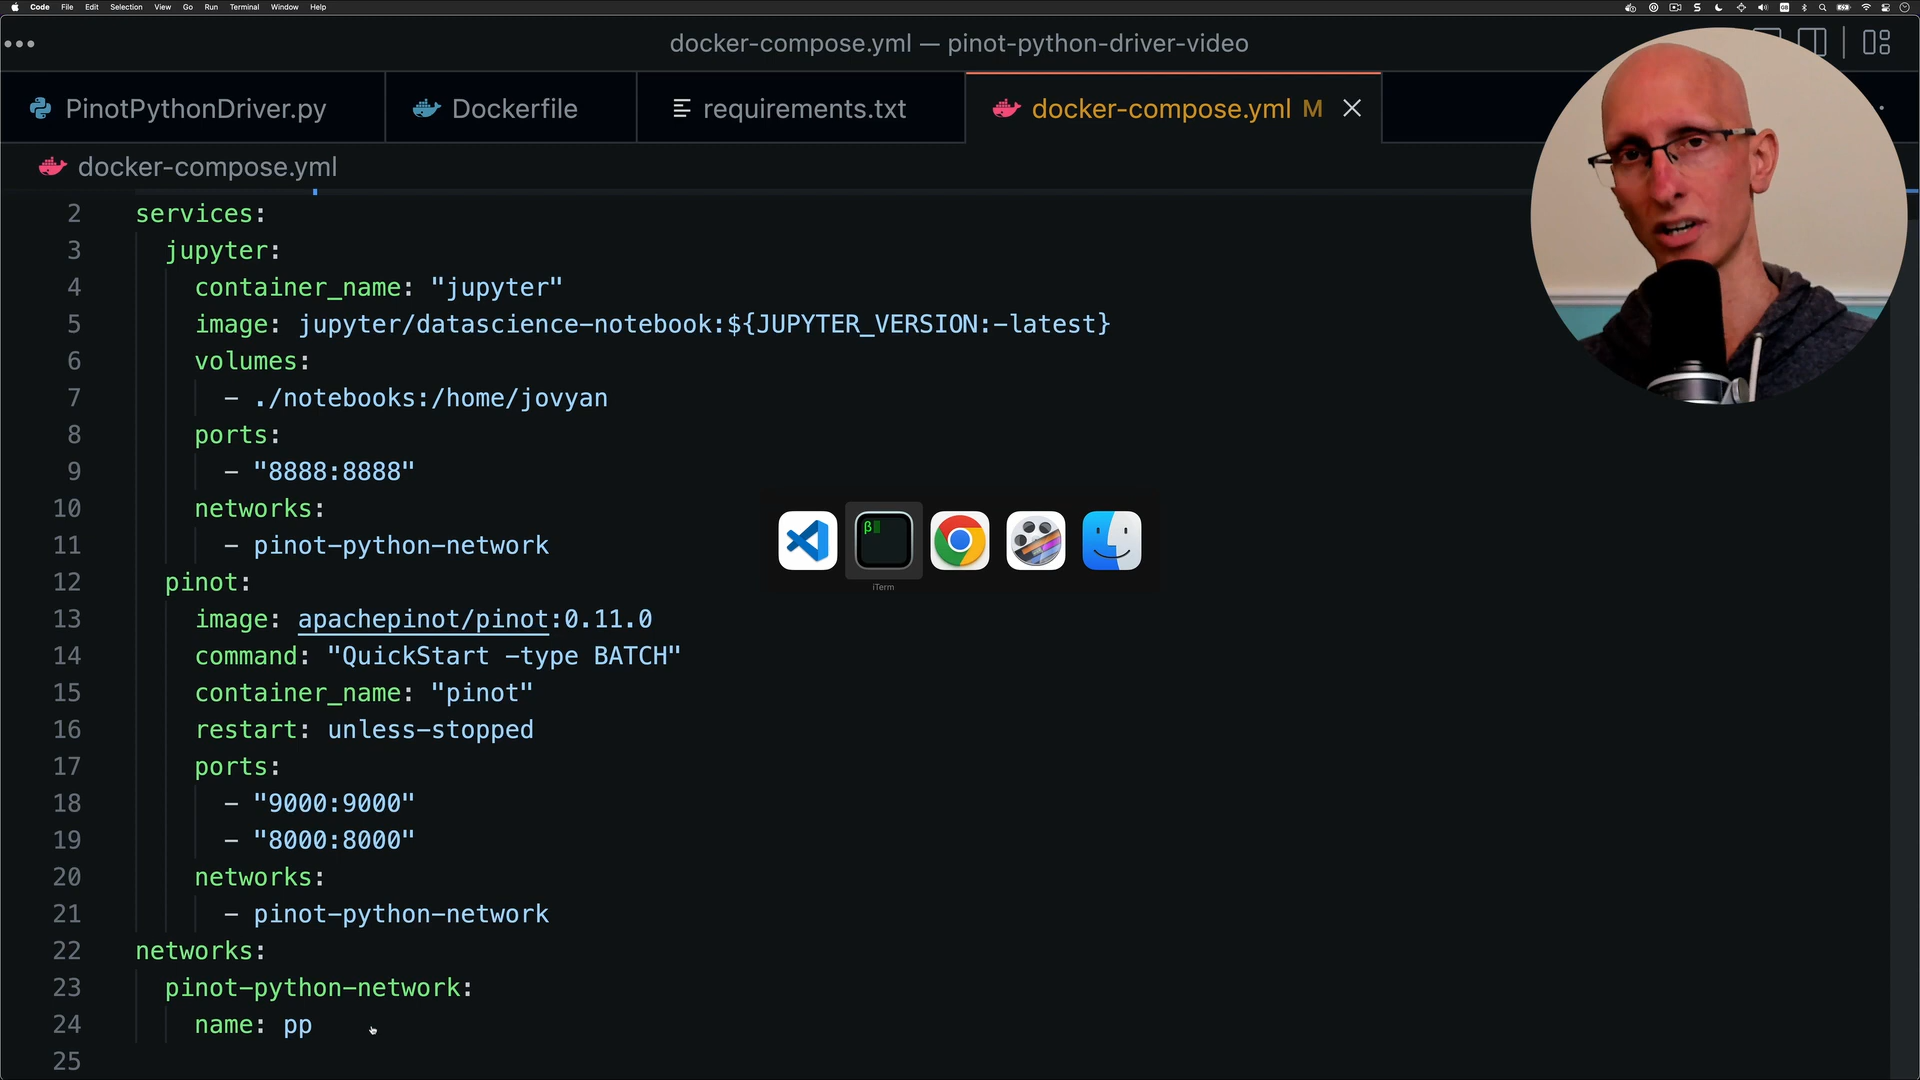 Code File Edit Selection View Go Run Terminal Window Help
docker-compose.yml — pinot-python-driver-video
PinotPythonDriver.py
Dockerfile
requirements.txt
docker-compose.yml M
docker-compose.yml
2 services:
3 jupyter:
4 container_name: "jupyter"
5 image: jupyter/datascience-notebook:${JUPYTER_VERSION:-latest}
6 volumes:
7 - ./notebooks:/home/jovyan
8 ports:
9 - "8888:8888"
10 networks:
11 - pinot-python-network
12 pinot:
13 image: apachepinot/pinot:0.11.0
14 command: "QuickStart -type BATCH"
15 container_name: "pinot"
16 restart: unless-stopped
17 ports:
18 - "9000:9000"
19 - "8000:8000"
20 networks:
21 - pinot-python-network
22 networks:
23 pinot-python-network:
24 name: pp
25
iTerm